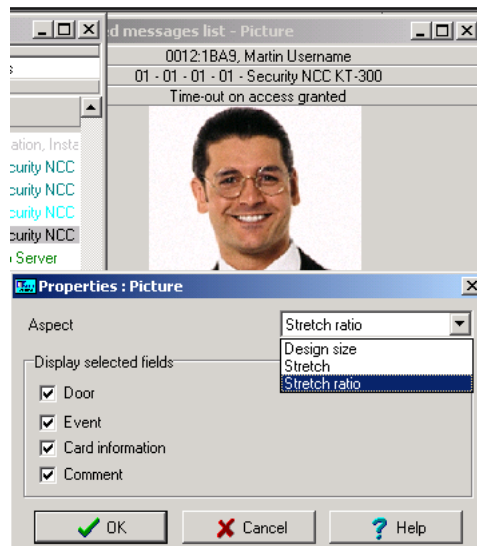 d messages list - Picture
s
0012:1BA9, Martin Username
01 - 01 - 01 - 01 - Security NCC KT-300
Time-out on access granted
ation, Insta
curity NCC
curity NCC
curity NCC
curity NCC
Server
Properties : Picture
Aspect
Stretch ratio
Design size
Stretch
Stretch ratio
Display selected fields
Door
Event
Card information
Comment
OK
Cancel
? Help